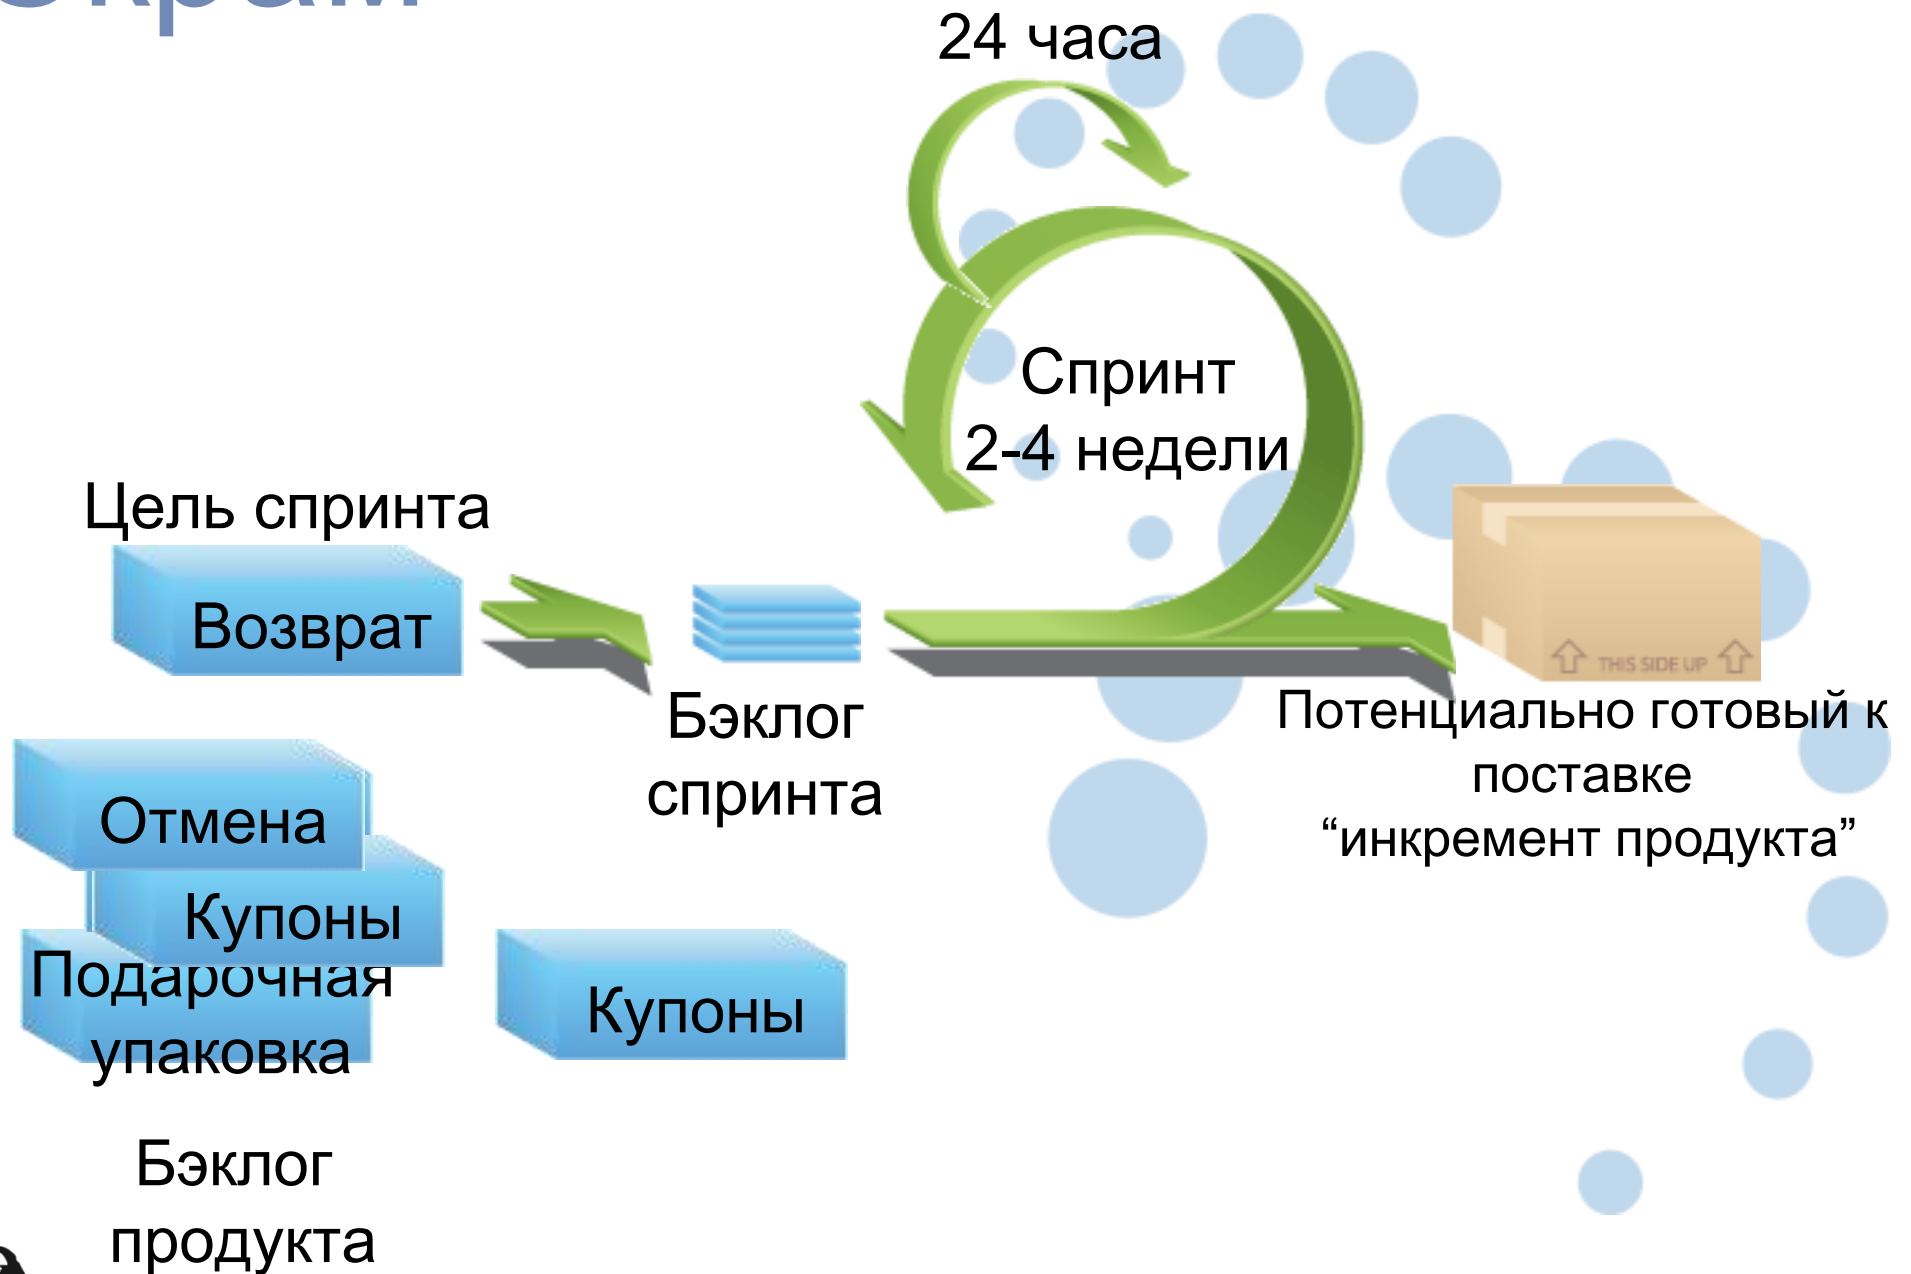 Скрам
24 часа
Спринт
2-4 недели
Цель спринта
Возврат
THIS SIDE UP
Бэклог
спринта
Потенциально готовый к
поставке
“инкремент продукта”
Отмена
Купоны
Подарочная
упаковка
Купоны
Бэклог
продукта